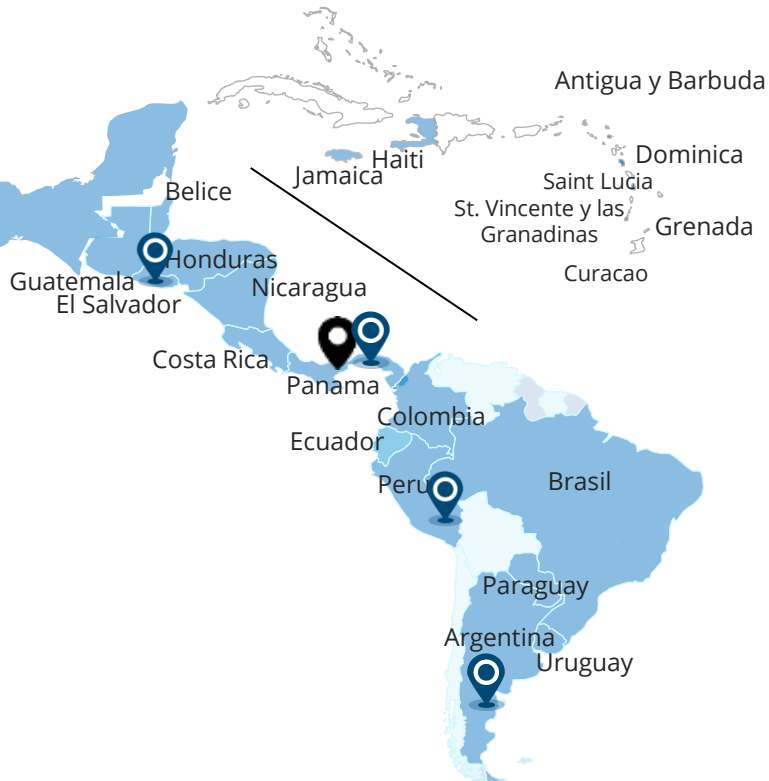 Antigua y Barbuda
Dominica
Haiti
Jamaica
Saint Lucia
Belice
St. Vincente y las
Granadinas
Grenada
Honduras
Curacao
Guatemala
Nicaragua
El Salvador
Costa Rica
Panama
Colombia
Ecuador
Peru
Brasil
Paraguay
Argentina
Uruguay